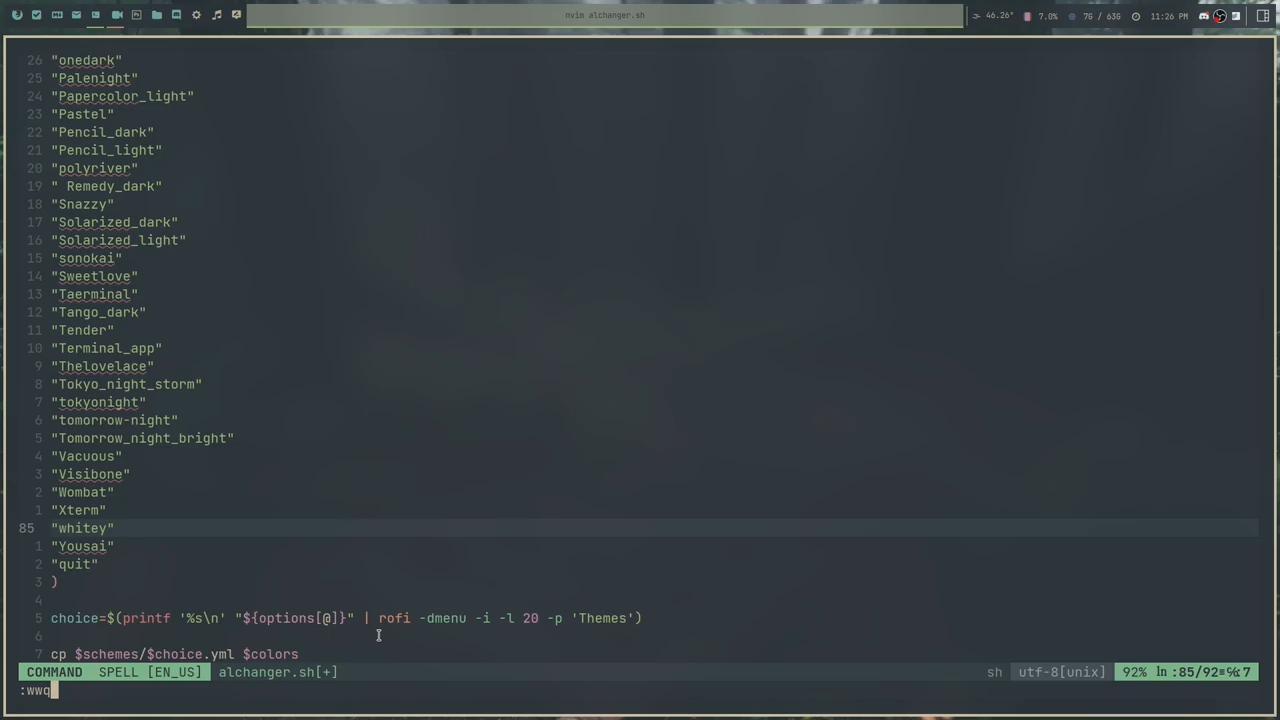 nvim alchanger.sh
46.26° 7.0% 7G / 63G 11:26 PM
26 "onedark"
25 "Palenight"
24 "Papercolor_light"
23 "Pastel"
22 "Pencil_dark"
21 "Pencil_light"
20 "polyriver"
19 " Remedy_dark"
18 "Snazzy"
17 "Solarized_dark"
16 "Solarized_light"
15 "sonokai"
14 "Sweetlove"
13 "Taerminal"
12 "Tango_dark"
11 "Tender"
10 "Terminal_app"
9 "Thelovelace"
8 "Tokyo_night_storm"
7 "tokyonight"
6 "tomorrow-night"
5 "Tomorrow_night_bright"
4 "Vacuous"
3 "Visibone"
2 "Wombat"
1 "Xterm"
85 "whitey"
1 "Yousai"
2 "quit"
3 )
4
5 choice=$(printf '%s\n' "${options[@]}" | rofi -dmenu -i -l 20 -p 'Themes')
6
7 cp $schemes/$choice.yml $colors
COMMAND SPELL [EN_US] alchanger.sh[+] sh utf-8[unix] 92% ln :85/92≡℅:7
:wwq